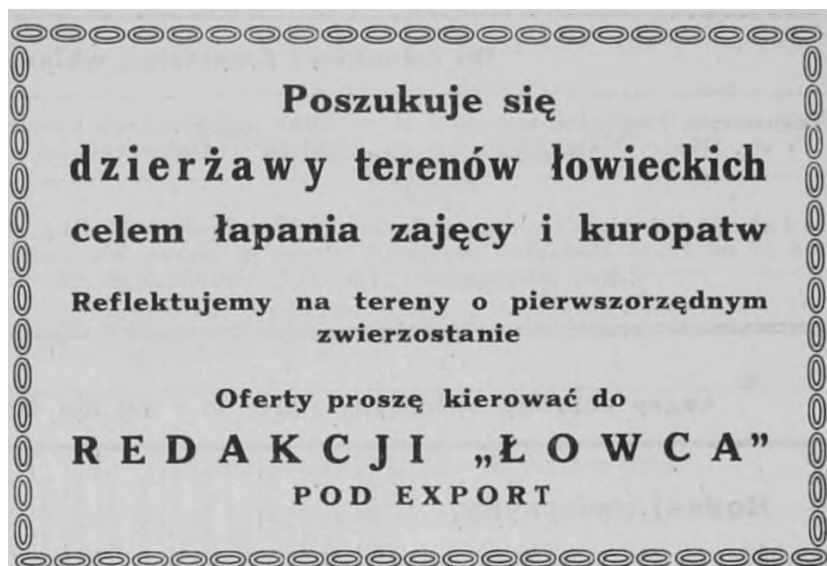 Poszukuje się
dzierżawy terenów łowieckich
celem łapania zajęcy i kuropatw
Reflektujemy na tereny o pierwszorzędnym
zwierzostanie
Oferty proszę kierować do
REDAKCJI „ŁOWCA”
POD EXPORT